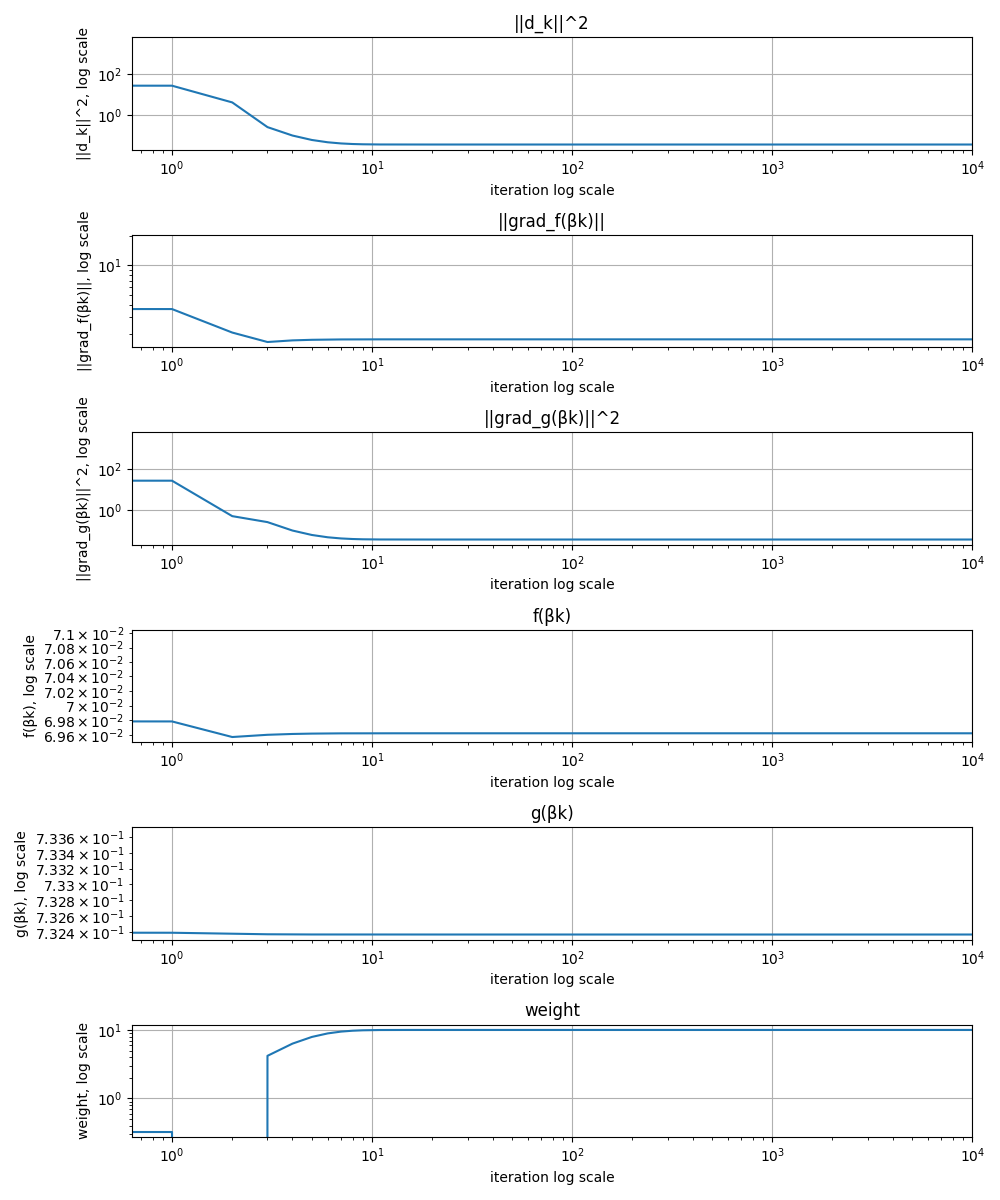 ||d_k||^2
||d_k||^2, log scale
10^2
10^0
10^0 10^1 10^2 10^3 10^4
iteration log scale
||grad_f(βk)||
||grad_f(βk)||, log scale
10^1
10^0 10^1 10^2 10^3 10^4
iteration log scale
||grad_g(βk)||^2
||grad_g(βk)||^2, log scale
10^2
10^0
10^0 10^1 10^2 10^3 10^4
iteration log scale
f(βk)
f(βk), log scale
7.1 × 10^-2
7.08 × 10^-2
7.06 × 10^-2
7.04 × 10^-2
7.02 × 10^-2
7 × 10^-2
6.98 × 10^-2
6.96 × 10^-2
10^0 10^1 10^2 10^3 10^4
iteration log scale
g(βk)
g(βk), log scale
7.336 × 10^-1
7.334 × 10^-1
7.332 × 10^-1
7.33 × 10^-1
7.328 × 10^-1
7.326 × 10^-1
7.324 × 10^-1
10^0 10^1 10^2 10^3 10^4
iteration log scale
weight
weight, log scale
10^1
10^0
10^0 10^1 10^2 10^3 10^4
iteration log scale